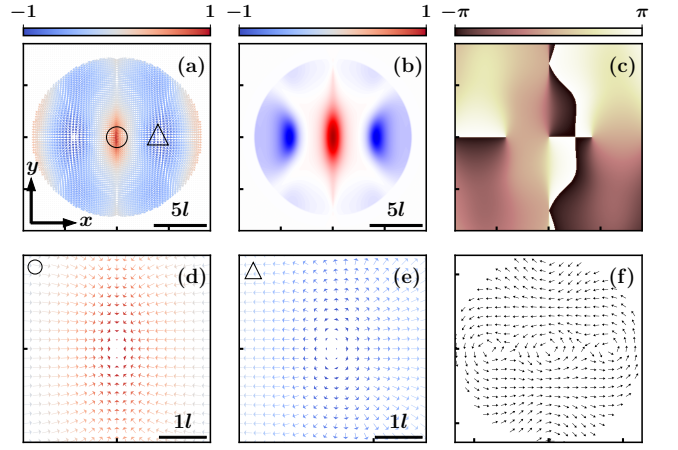 −1 1 −1 1 −π π
(a) (b) (c)
y
x 5l 5l
(d) (e) (f)
1l 1l